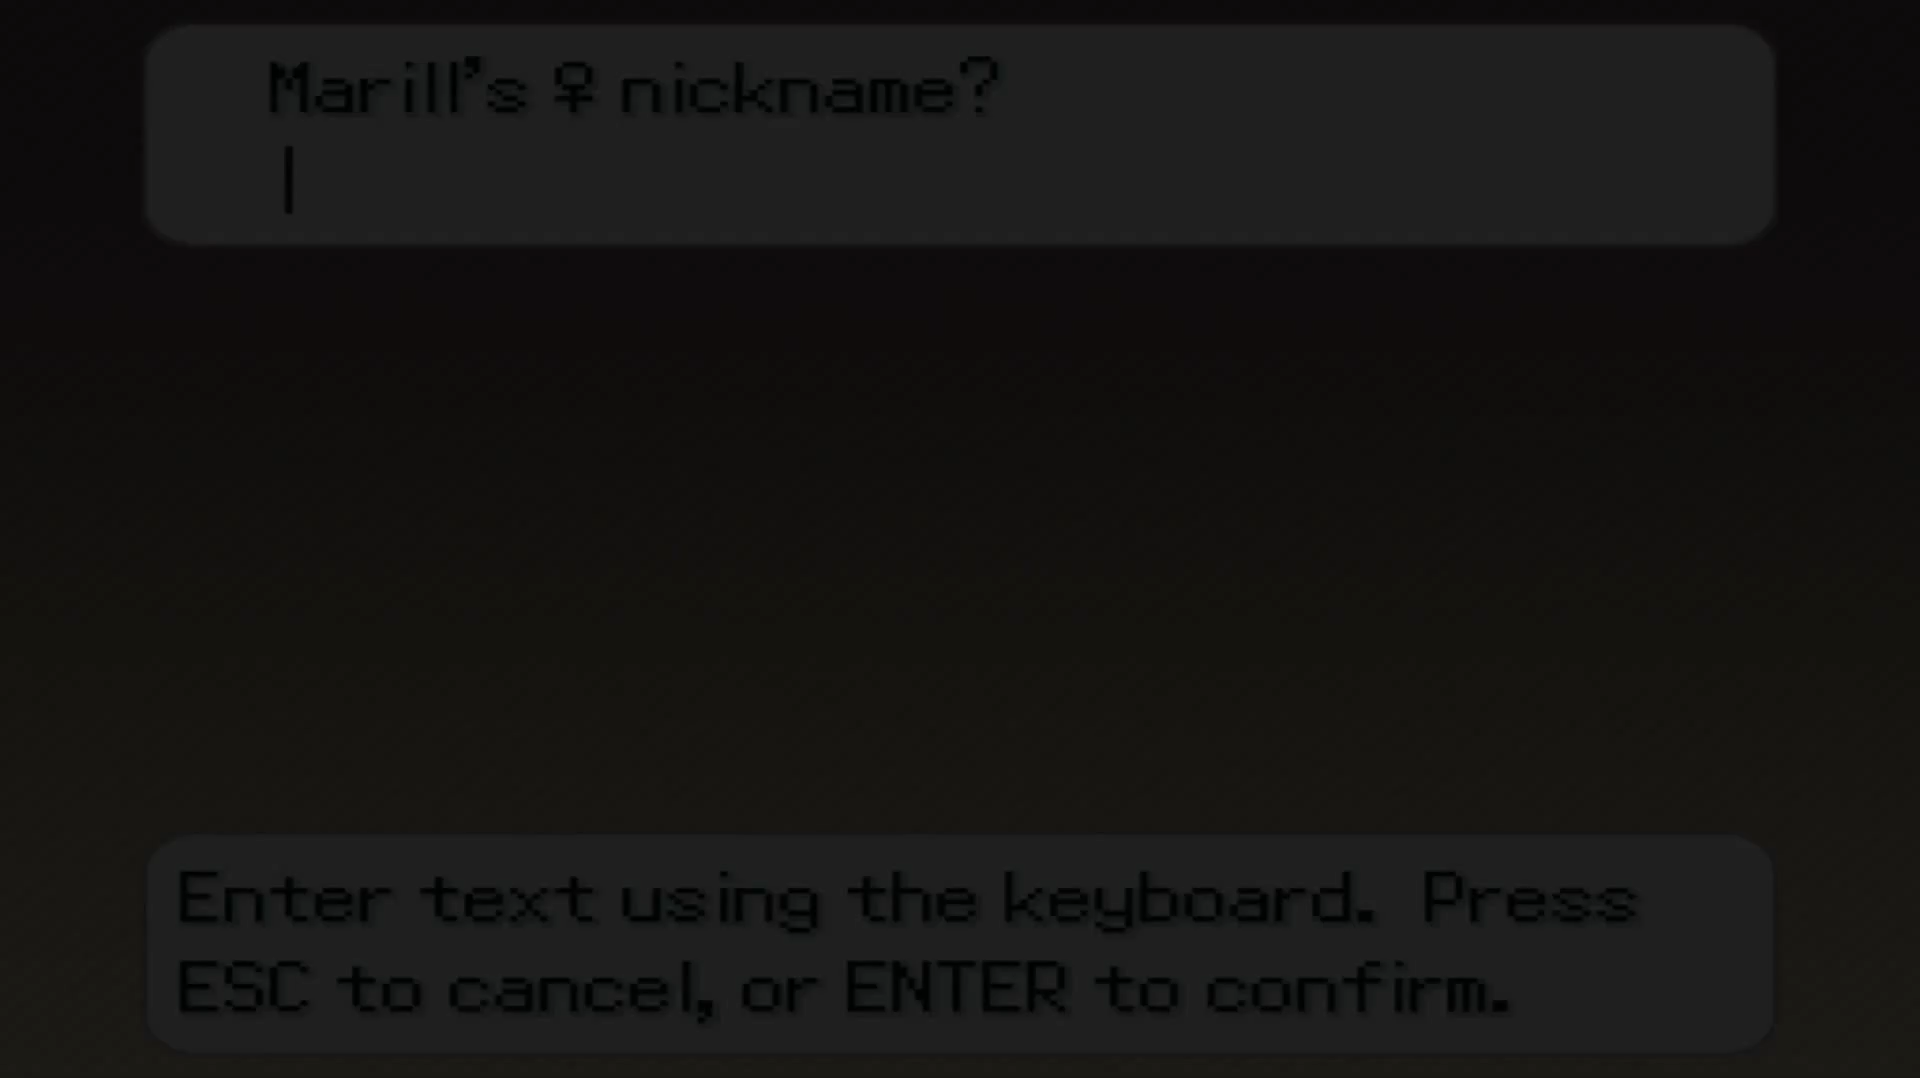 Marill's ♀ nickname?
Enter text using the keyboard.  Press
ESC to cancel, or ENTER to confirm.